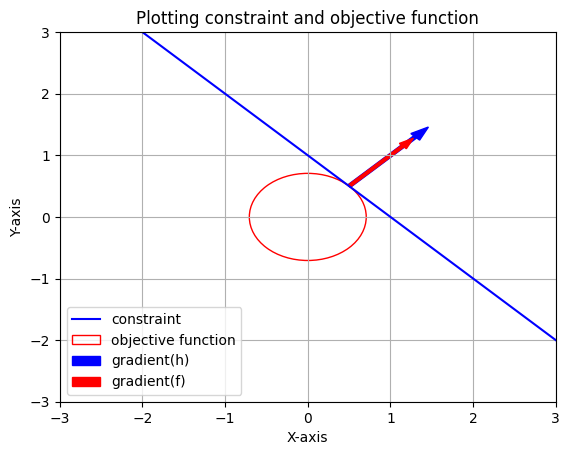 Plotting constraint and objective function
3
2
1
0
−1
−2
−3
Y-axis
constraint
objective function
gradient(h)
gradient(f)
−3
−2
−1
0
1
2
3
X-axis